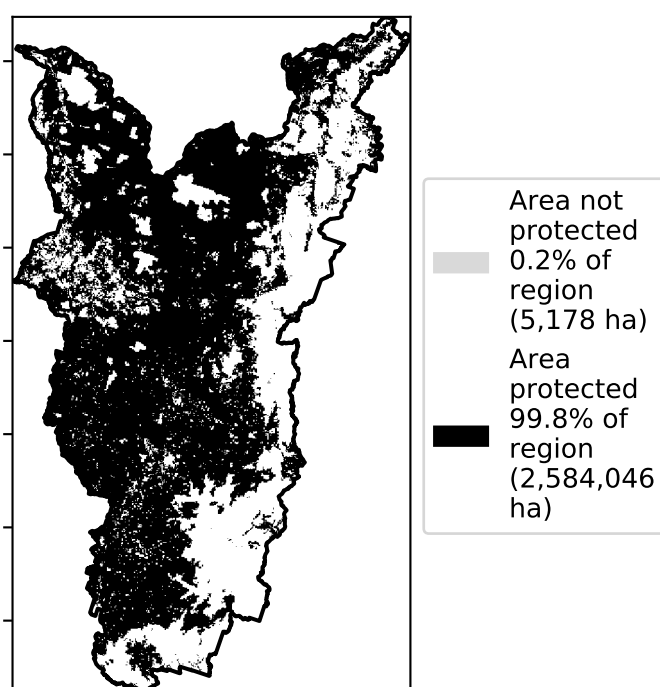 Area not
protected
0.2% of
region
(5,178 ha)
Area
protected
99.8% of
region
(2,584,046
ha)